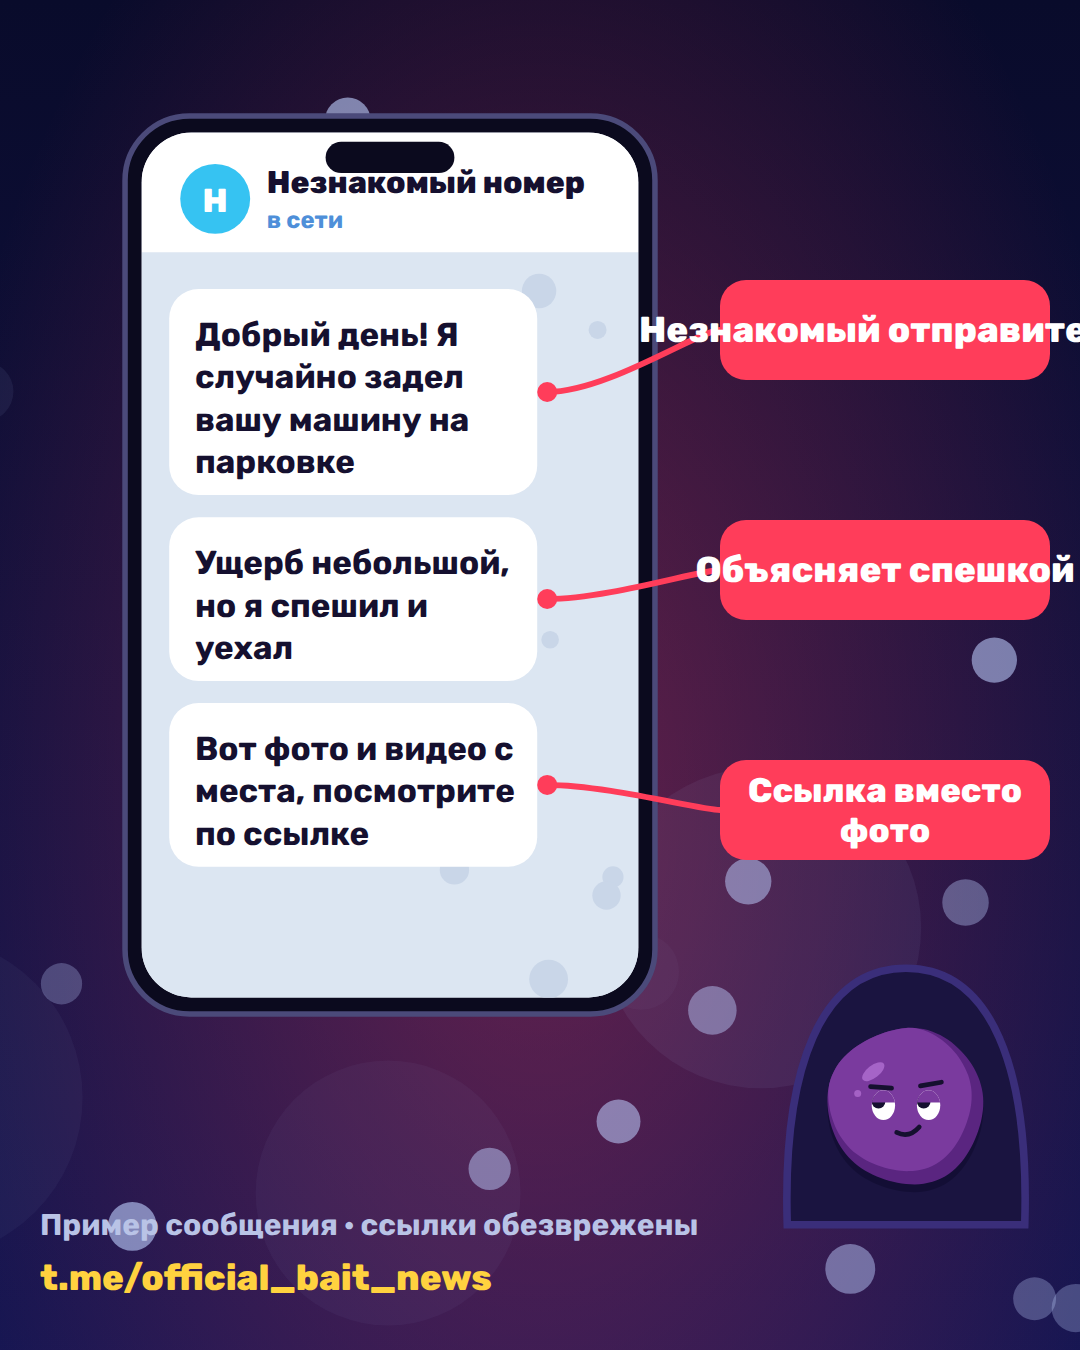 Незнакомый номер
в сети
Н
Добрый день! Я
случайно задел
вашу машину на
парковке
Незнакомый отправите
Ущерб небольшой,
но я спешил и
уехал
Объясняет спешкой
Вот фото и видео с
места, посмотрите
по ссылке
Ссылка вместо
фото
Пример сообщения • ссылки обезврежены
t.me/official_bait_news